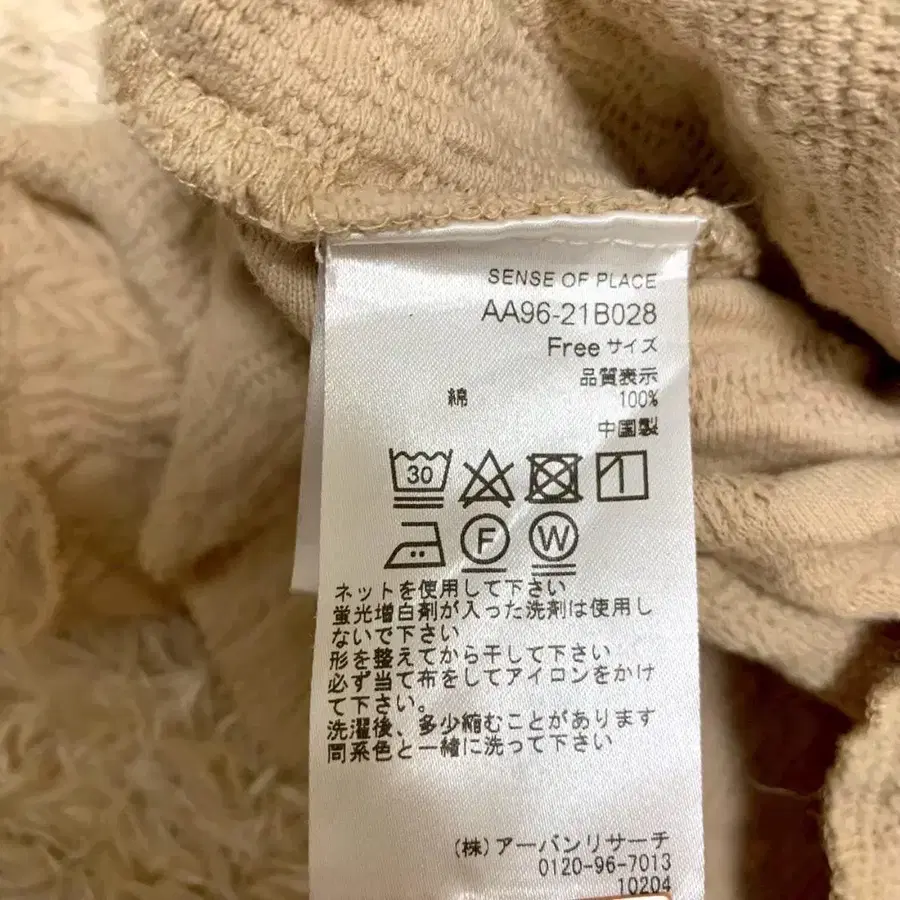 SENSE OF PLACE
AA96-21B028
Free サイズ
品質表示
綿 100%
中国製
30
F W
ネットを使用して下さい
蛍光増白剤が入った洗剤は使用し
ないで下さい
形を整えてから干して下さい
必ず当て布をしてアイロンをかけ
て下さい。
洗濯後、多少縮むことがあります
同系色と一緒に洗って下さい
(株)アーバンリサーチ
0120-96-7013
10204